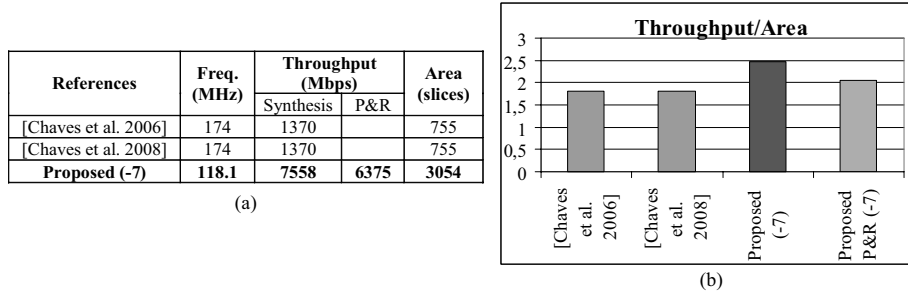 References Freq. (MHz) Throughput (Mbps) Area (slices)
Synthesis P&R
[Chaves et al. 2006] 174 1370 755
[Chaves et al. 2008] 174 1370 755
Proposed (-7) 118.1 7558 6375 3054
(a)
Throughput/Area
3
2,5
2
1,5
1
0,5
0
[Chaves et al. 2006]
[Chaves et al. 2008]
Proposed (-7)
Proposed P&R (-7)
(b)